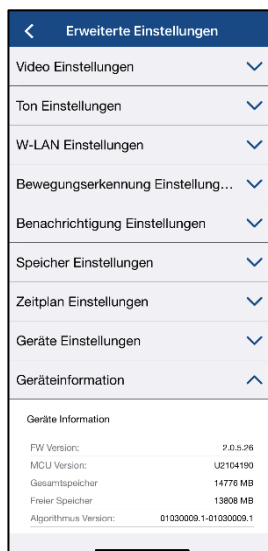 Erweiterte Einstellungen
Video Einstellungen
Ton Einstellungen
W-LAN Einstellungen
Bewegungserkennung Einstellung...
Benachrichtigung Einstellungen
Speicher Einstellungen
Zeitplan Einstellungen
Geräte Einstellungen
Geräteinformation
Geräte Information
FW Version: 2.0.5.26
MCU Version: U2104190
Gesamtspeicher 14776 MB
Freier Speicher 13808 MB
Algorithmus Version: 01030009.1-01030009.1